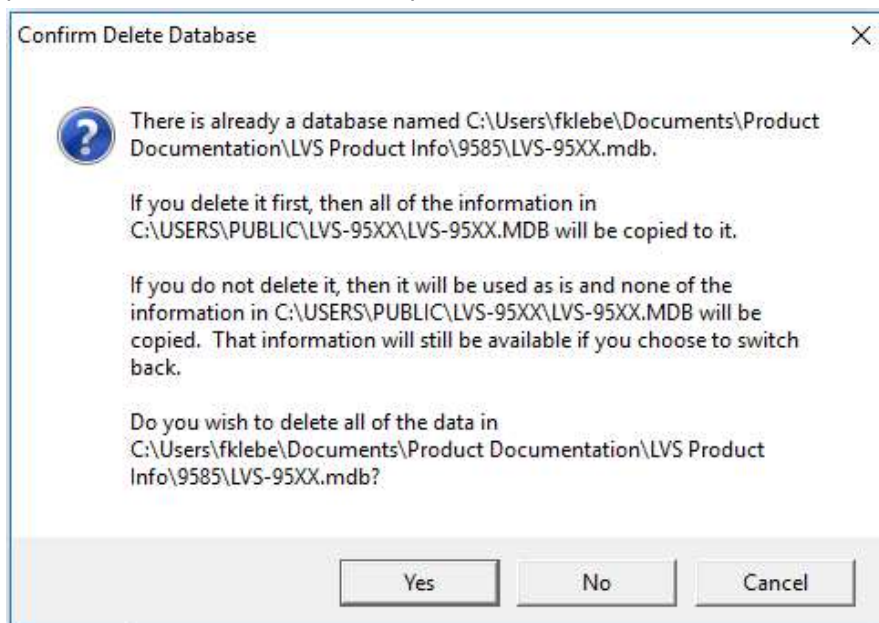 Confirm Delete Database
There is already a database named C:\Users\fklebe\Documents\Product
Documentation\LVS Product Info\9585\LVS-95XX.mdb.
If you delete it first, then all of the information in
C:\USERS\PUBLIC\LVS-95XX\LVS-95XX.MDB will be copied to it.
If you do not delete it, then it will be used as is and none of the
information in C:\USERS\PUBLIC\LVS-95XX\LVS-95XX.MDB will be
copied.  That information will still be available if you choose to switch
back.
Do you wish to delete all of the data in
C:\Users\fklebe\Documents\Product Documentation\LVS Product
Info\9585\LVS-95XX.mdb?
Yes
No
Cancel